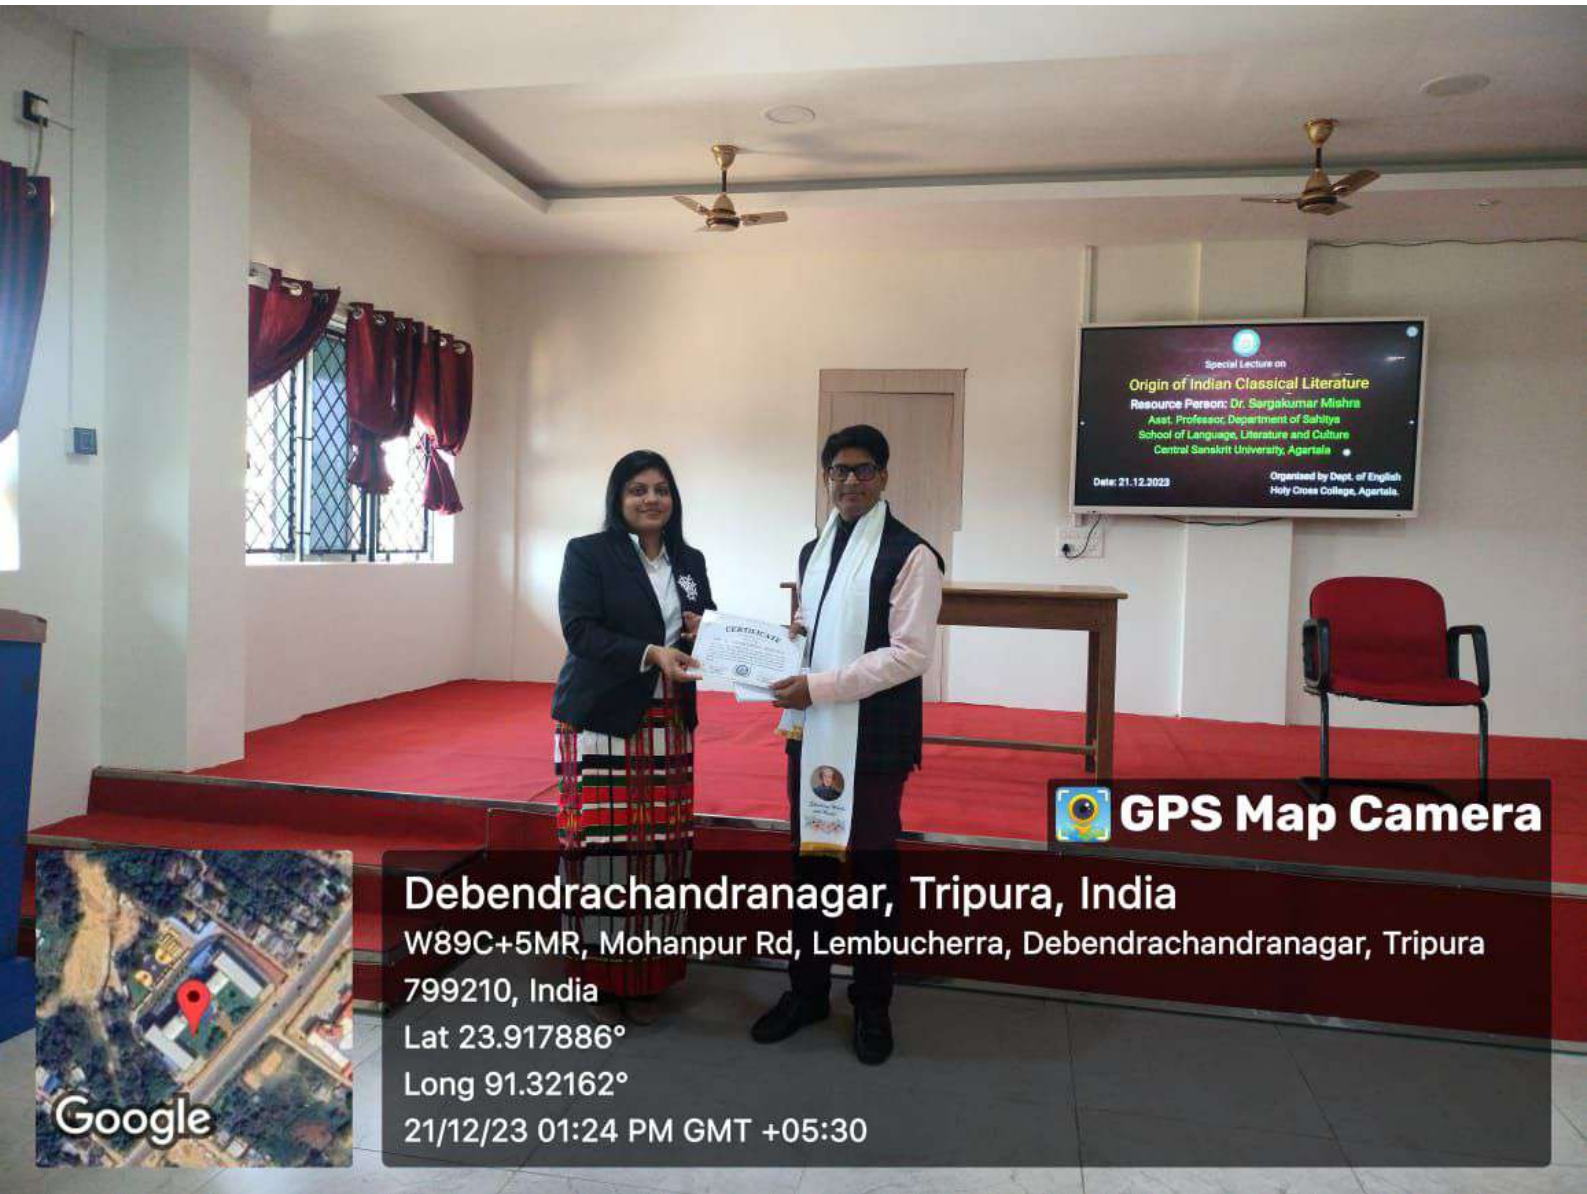 Special Lecture on
Origin of Indian Classical Literature
Resource Person: Dr. Sargakumar Mishra
Asst. Professor, Department of Sahitya
School of Language, Literature and Culture
Central Sanskrit University, Agartala
Date: 21.12.2023
Organised by Dept. of English
Holy Cross College, Agartala.
CERTIFICATE
GPS Map Camera
Debendrachandranagar, Tripura, India
W89C+5MR, Mohanpur Rd, Lembucherra, Debendrachandranagar, Tripura
799210, India
Lat 23.917886°
Long 91.32162°
21/12/23 01:24 PM GMT +05:30
Google